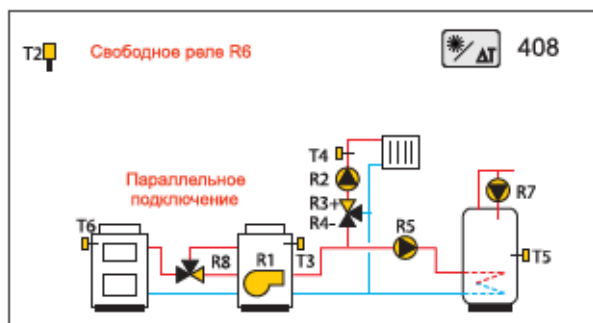 T2
Свободное реле R6
✱/ΔT
408
T4
R2
R3+
R4-
R5
R7
Параллельное
подключение
T6
R8
R1
T3
T5